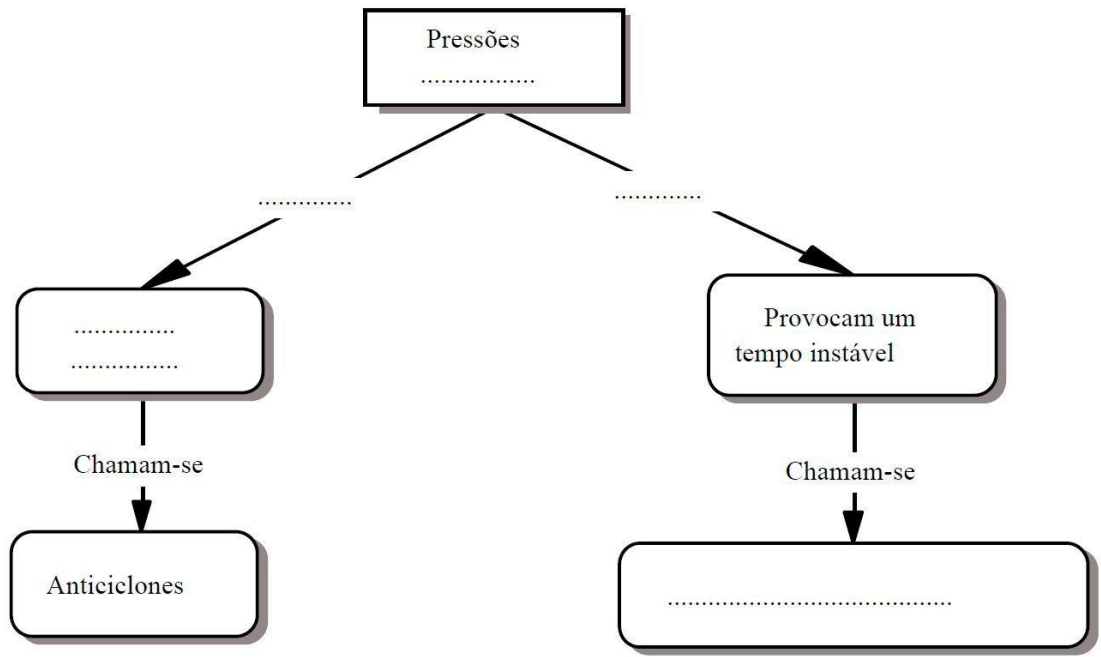 Pressões
.................
..............
.............
Provocam um
tempo instável
...............
................
Chamam-se
Chamam-se
Anticiclones
..........................................